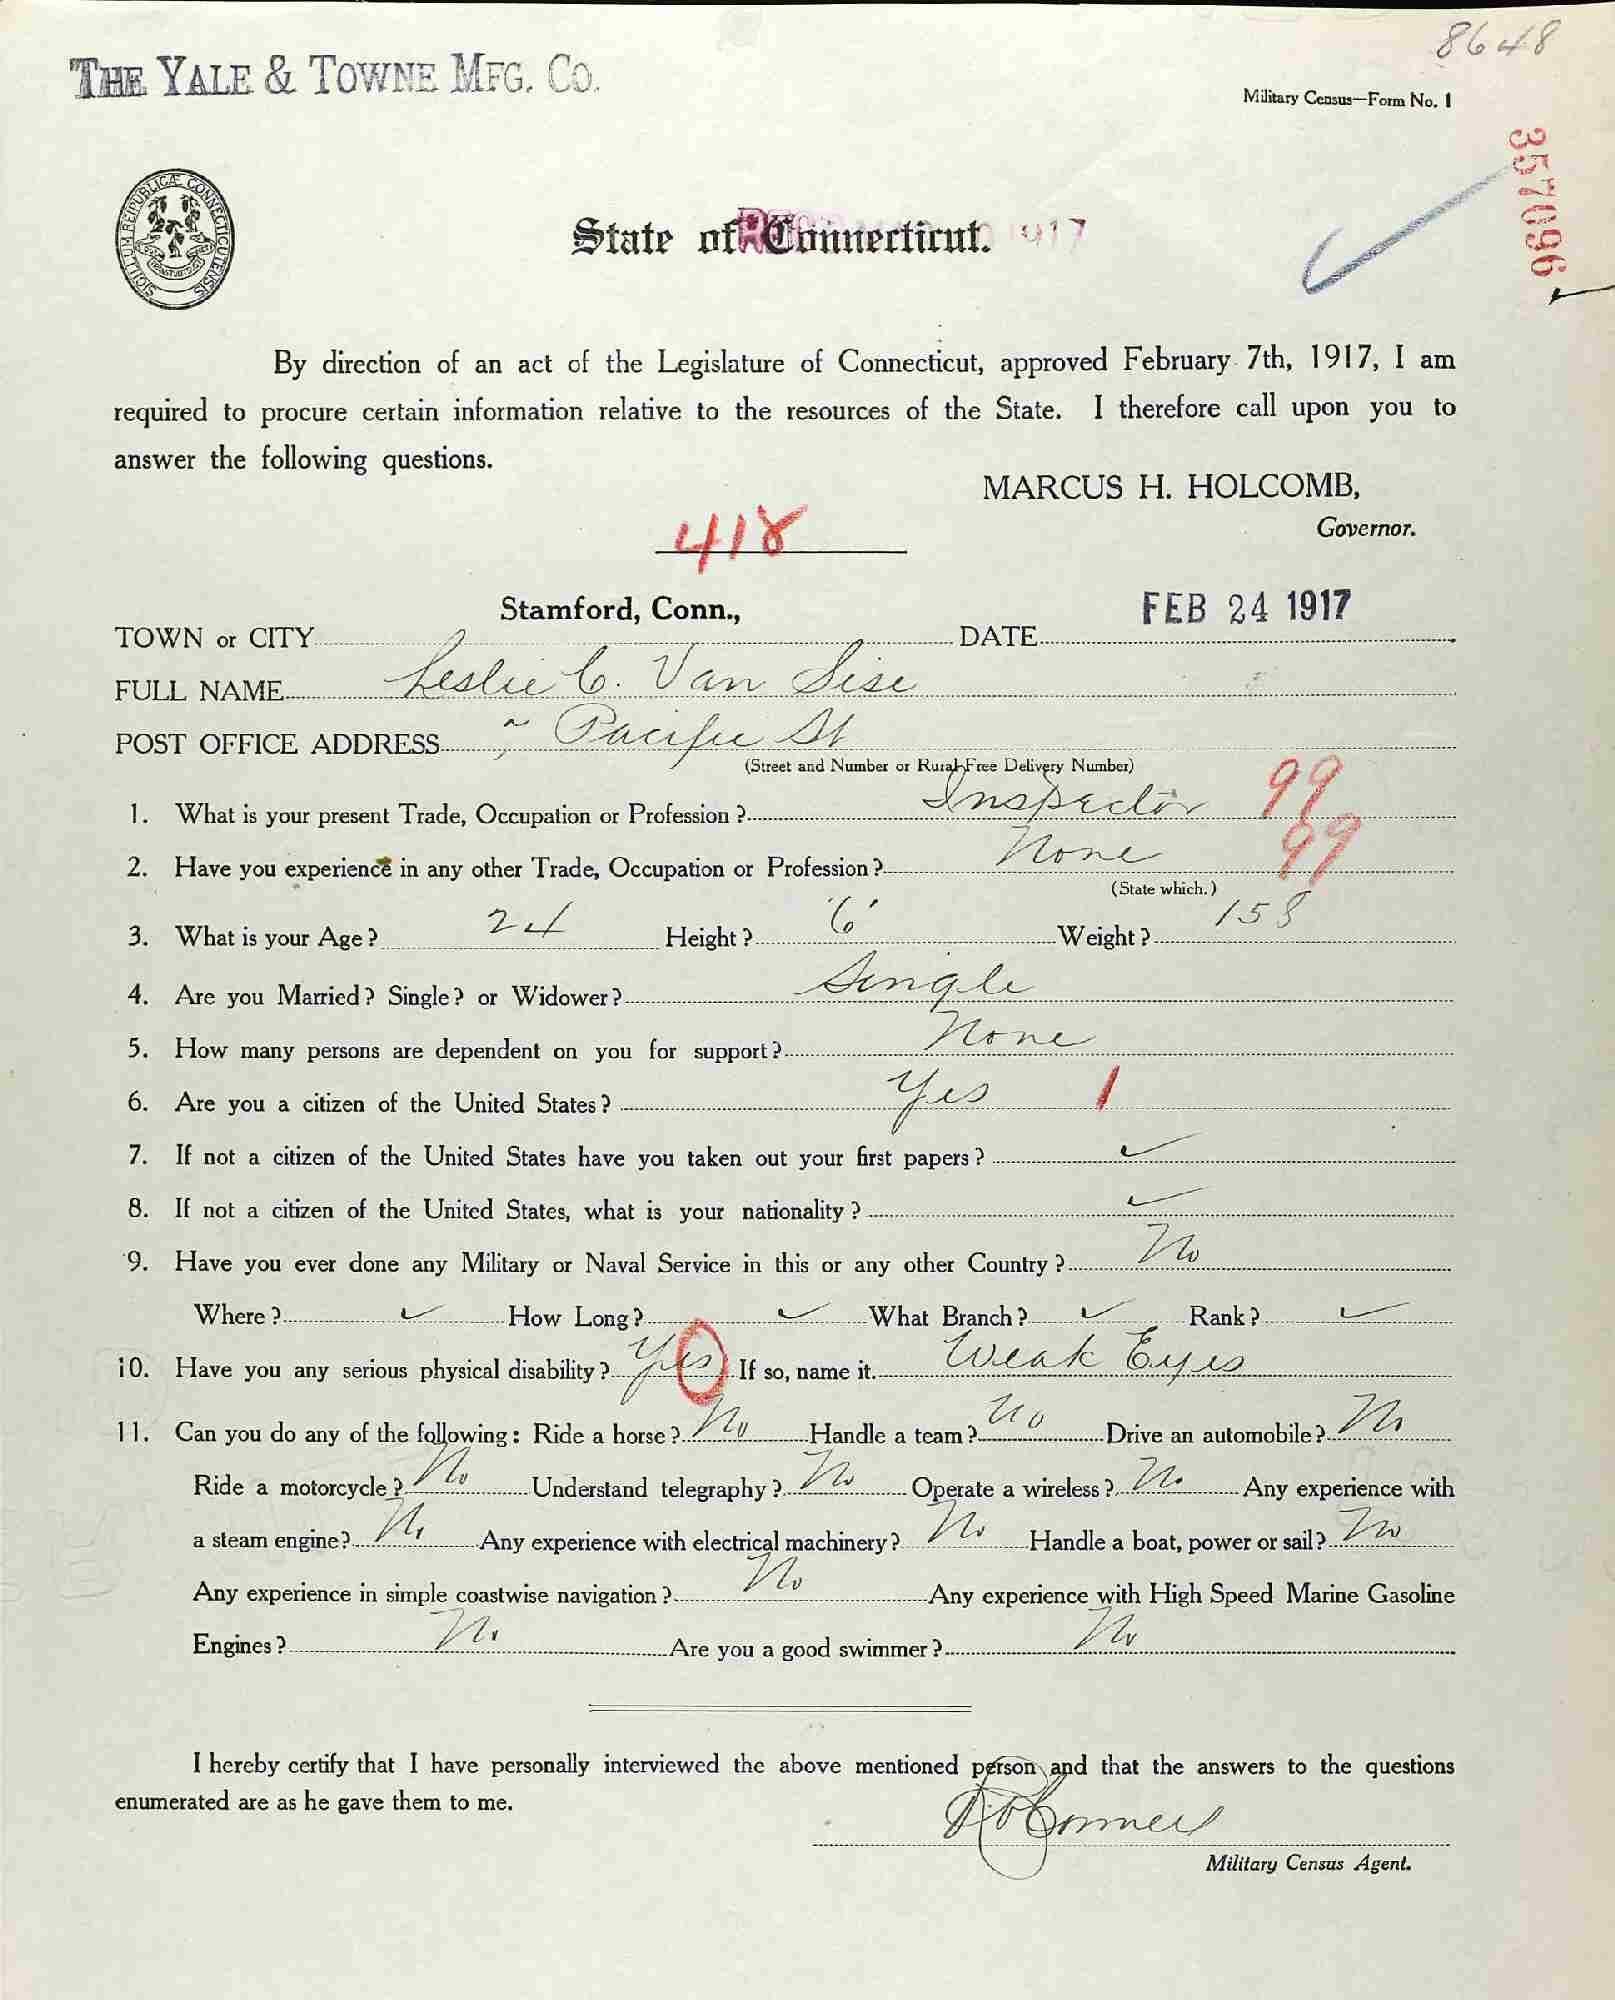 8648
THE YALE & TOWNE MFG. CO.
Military Census—Form No. 1
357096
SIGILLUM REIPUBLICÆ CONNECTICUTENSIS
State of Connecticut.
1917
By direction of an act of the Legislature of Connecticut, approved February 7th, 1917, I am
required to procure certain information relative to the resources of the State. I therefore call upon you to
answer the following questions.
MARCUS H. HOLCOMB,
Governor.
418
TOWN or CITY Stamford, Conn., DATE FEB 24 1917
FULL NAME Leslie C. Van Sise
POST OFFICE ADDRESS Pacific St
(Street and Number or Rural Free Delivery Number)
1. What is your present Trade, Occupation or Profession? Inspector 99
2. Have you experience in any other Trade, Occupation or Profession? None 99
(State which.)
3. What is your Age? 24 Height? 6' Weight? 158
4. Are you Married? Single? or Widower? Single
5. How many persons are dependent on you for support? None
6. Are you a citizen of the United States? Yes 1
7. If not a citizen of the United States have you taken out your first papers? ✓
8. If not a citizen of the United States, what is your nationality? ✓
9. Have you ever done any Military or Naval Service in this or any other Country? No
Where? ✓ How Long? ✓ What Branch? ✓ Rank? ✓
10. Have you any serious physical disability? Yes If so, name it. Weak Eyes
11. Can you do any of the following: Ride a horse? No Handle a team? No Drive an automobile? No
Ride a motorcycle? No Understand telegraphy? No Operate a wireless? No Any experience with
a steam engine? No Any experience with electrical machinery? No Handle a boat, power or sail? No
Any experience in simple coastwise navigation? No Any experience with High Speed Marine Gasoline
Engines? No Are you a good swimmer? No
I hereby certify that I have personally interviewed the above mentioned person and that the answers to the questions
enumerated are as he gave them to me.
Military Census Agent.